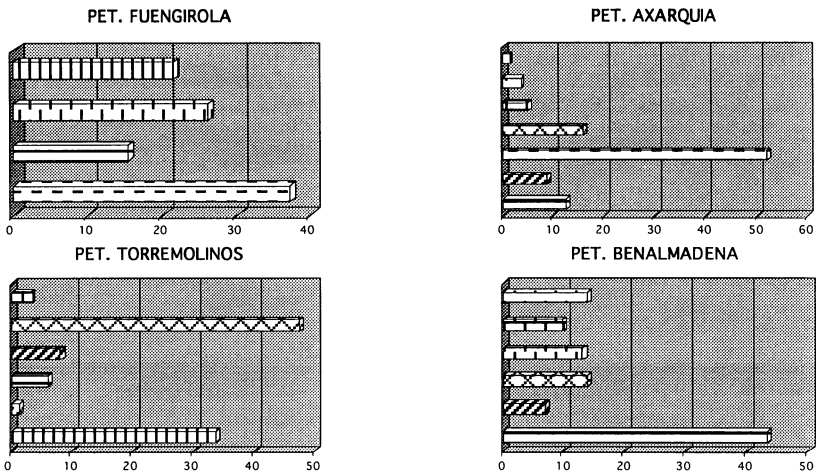 PET. FUENGIROLA
0 10 20 30 40
PET. AXARQUIA
0 10 20 30 40 50 60
PET. TORREMOLINOS
0 10 20 30 40 50
PET. BENALMADENA
0 10 20 30 40 50